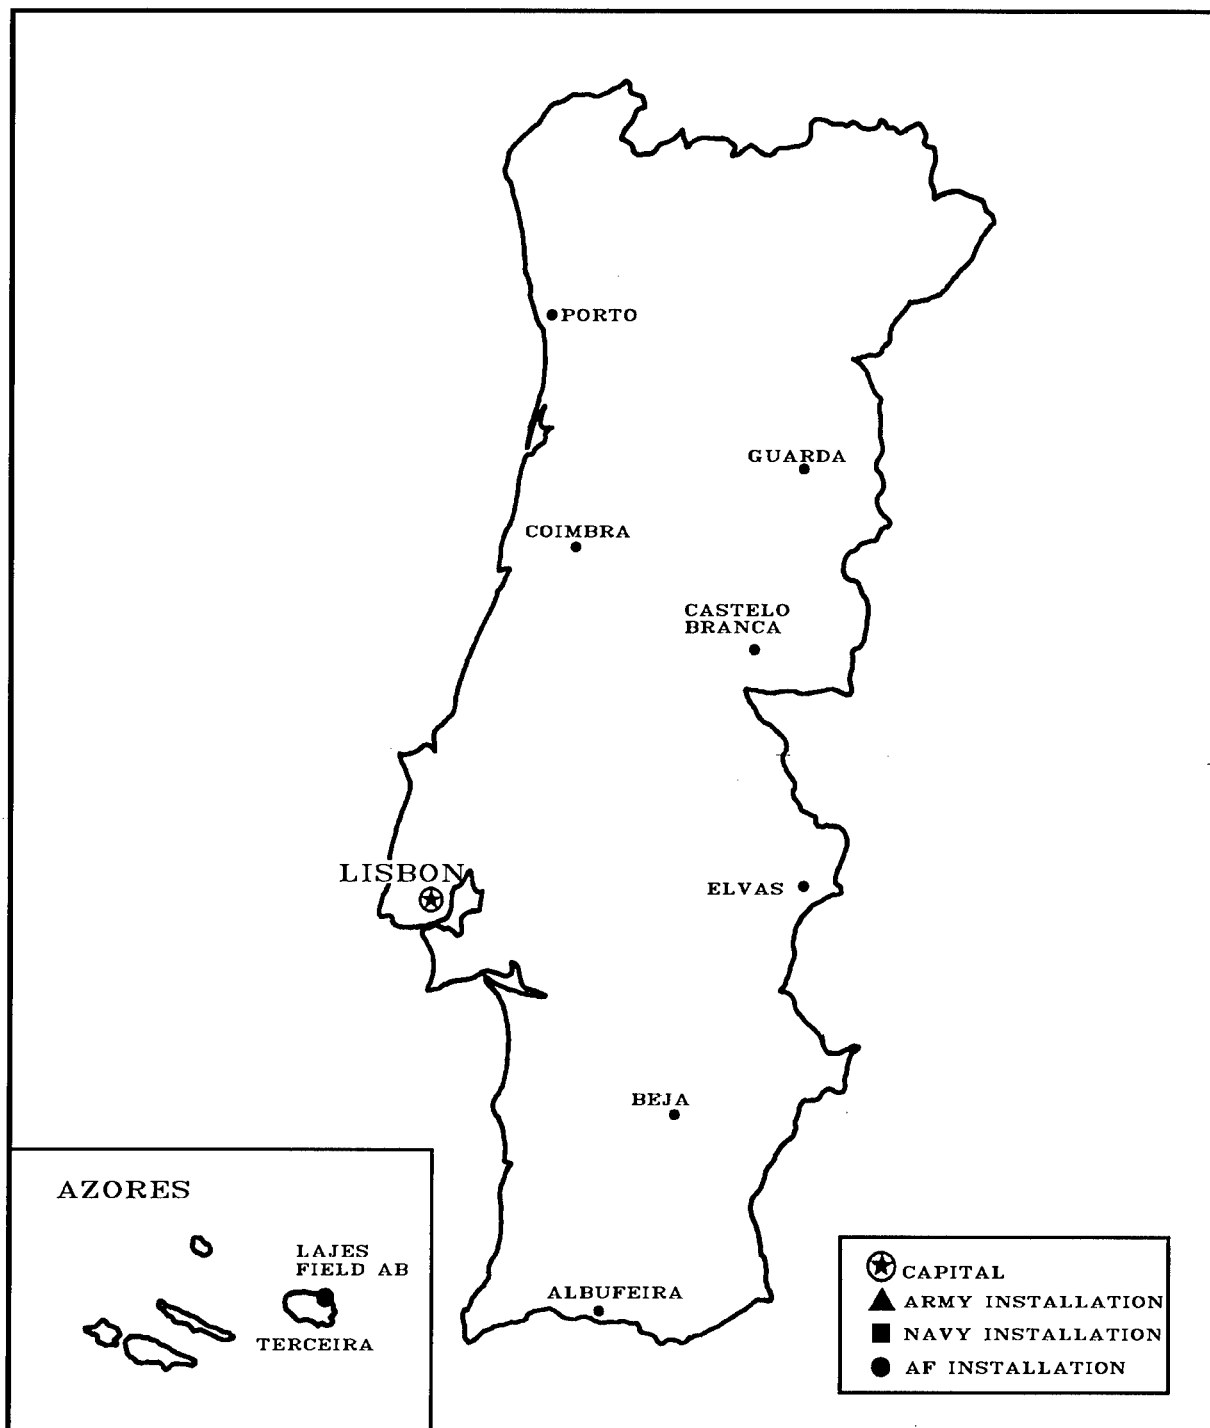 PORTO
GUARDA
COIMBRA
CASTELO
BRANCA
LISBON
ELVAS
BEJA
ALBUFEIRA
AZORES
LAJES
FIELD AB
TERCEIRA
CAPITAL
ARMY INSTALLATION
NAVY INSTALLATION
AF INSTALLATION